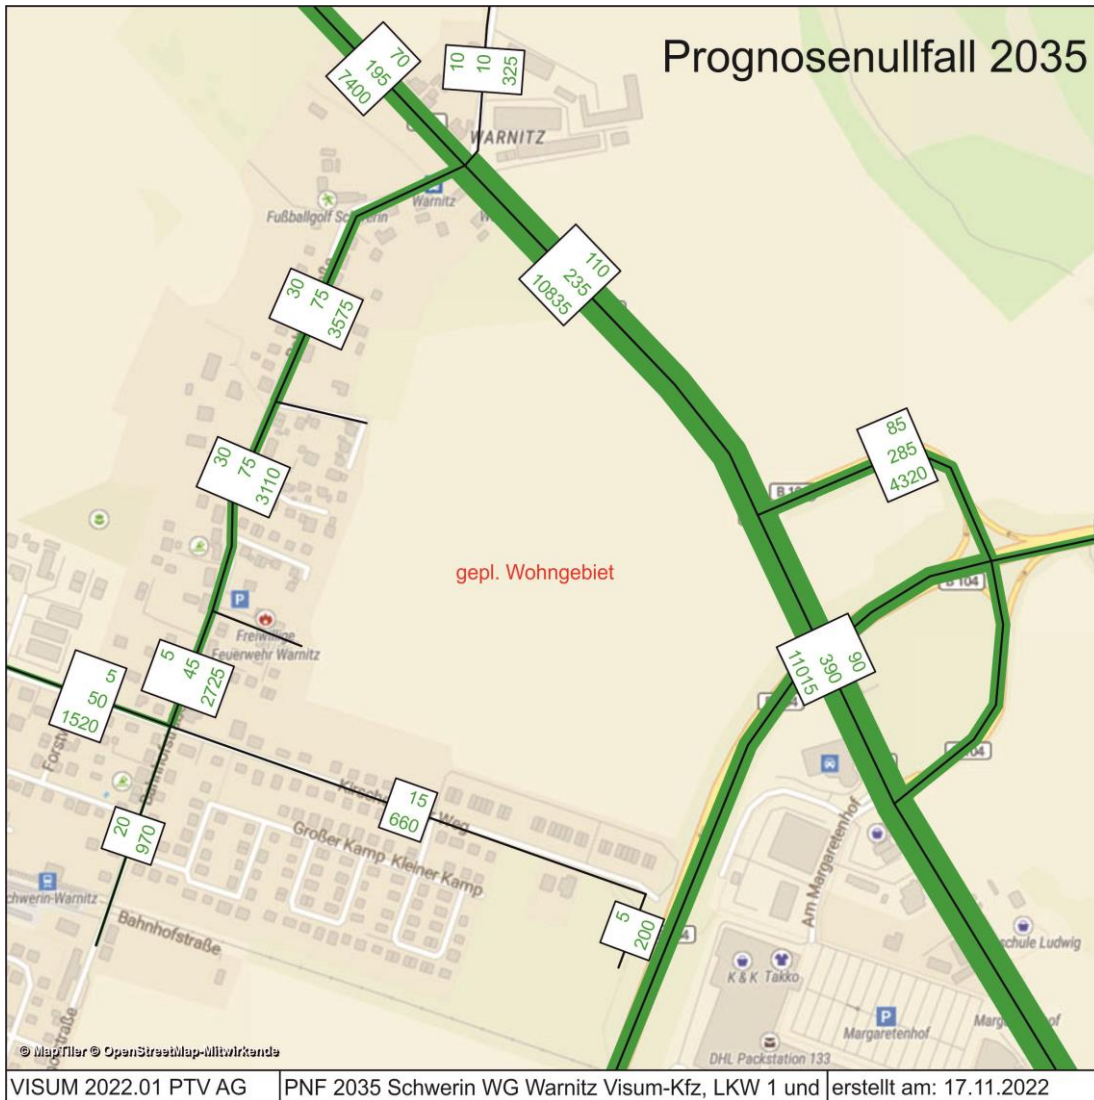 Prognosenullfall 2035
70
195
7400
10
10
325
WARNITZ
Warnitz
Fußballgolf
30
75
3575
110
235
10835
30
75
3110
85
285
4320
gepl. Wohngebiet
B 104
P
Freiwillige
Feuerwehr Warnitz
5
45
2725
5
50
1520
90
390
11015
20
970
15
660
Großer Kamp
Kleiner Kamp
Weg
5
200
Bahnhofstraße
Am Margaretenhof
K & K
Takko
P
Margaretenhof
DHL Packstation 133
© MapTiler © OpenStreetMap-Mitwirkende
VISUM 2022.01 PTV AG
PNF 2035 Schwerin WG Warnitz Visum-Kfz, LKW 1 und
erstellt am: 17.11.2022